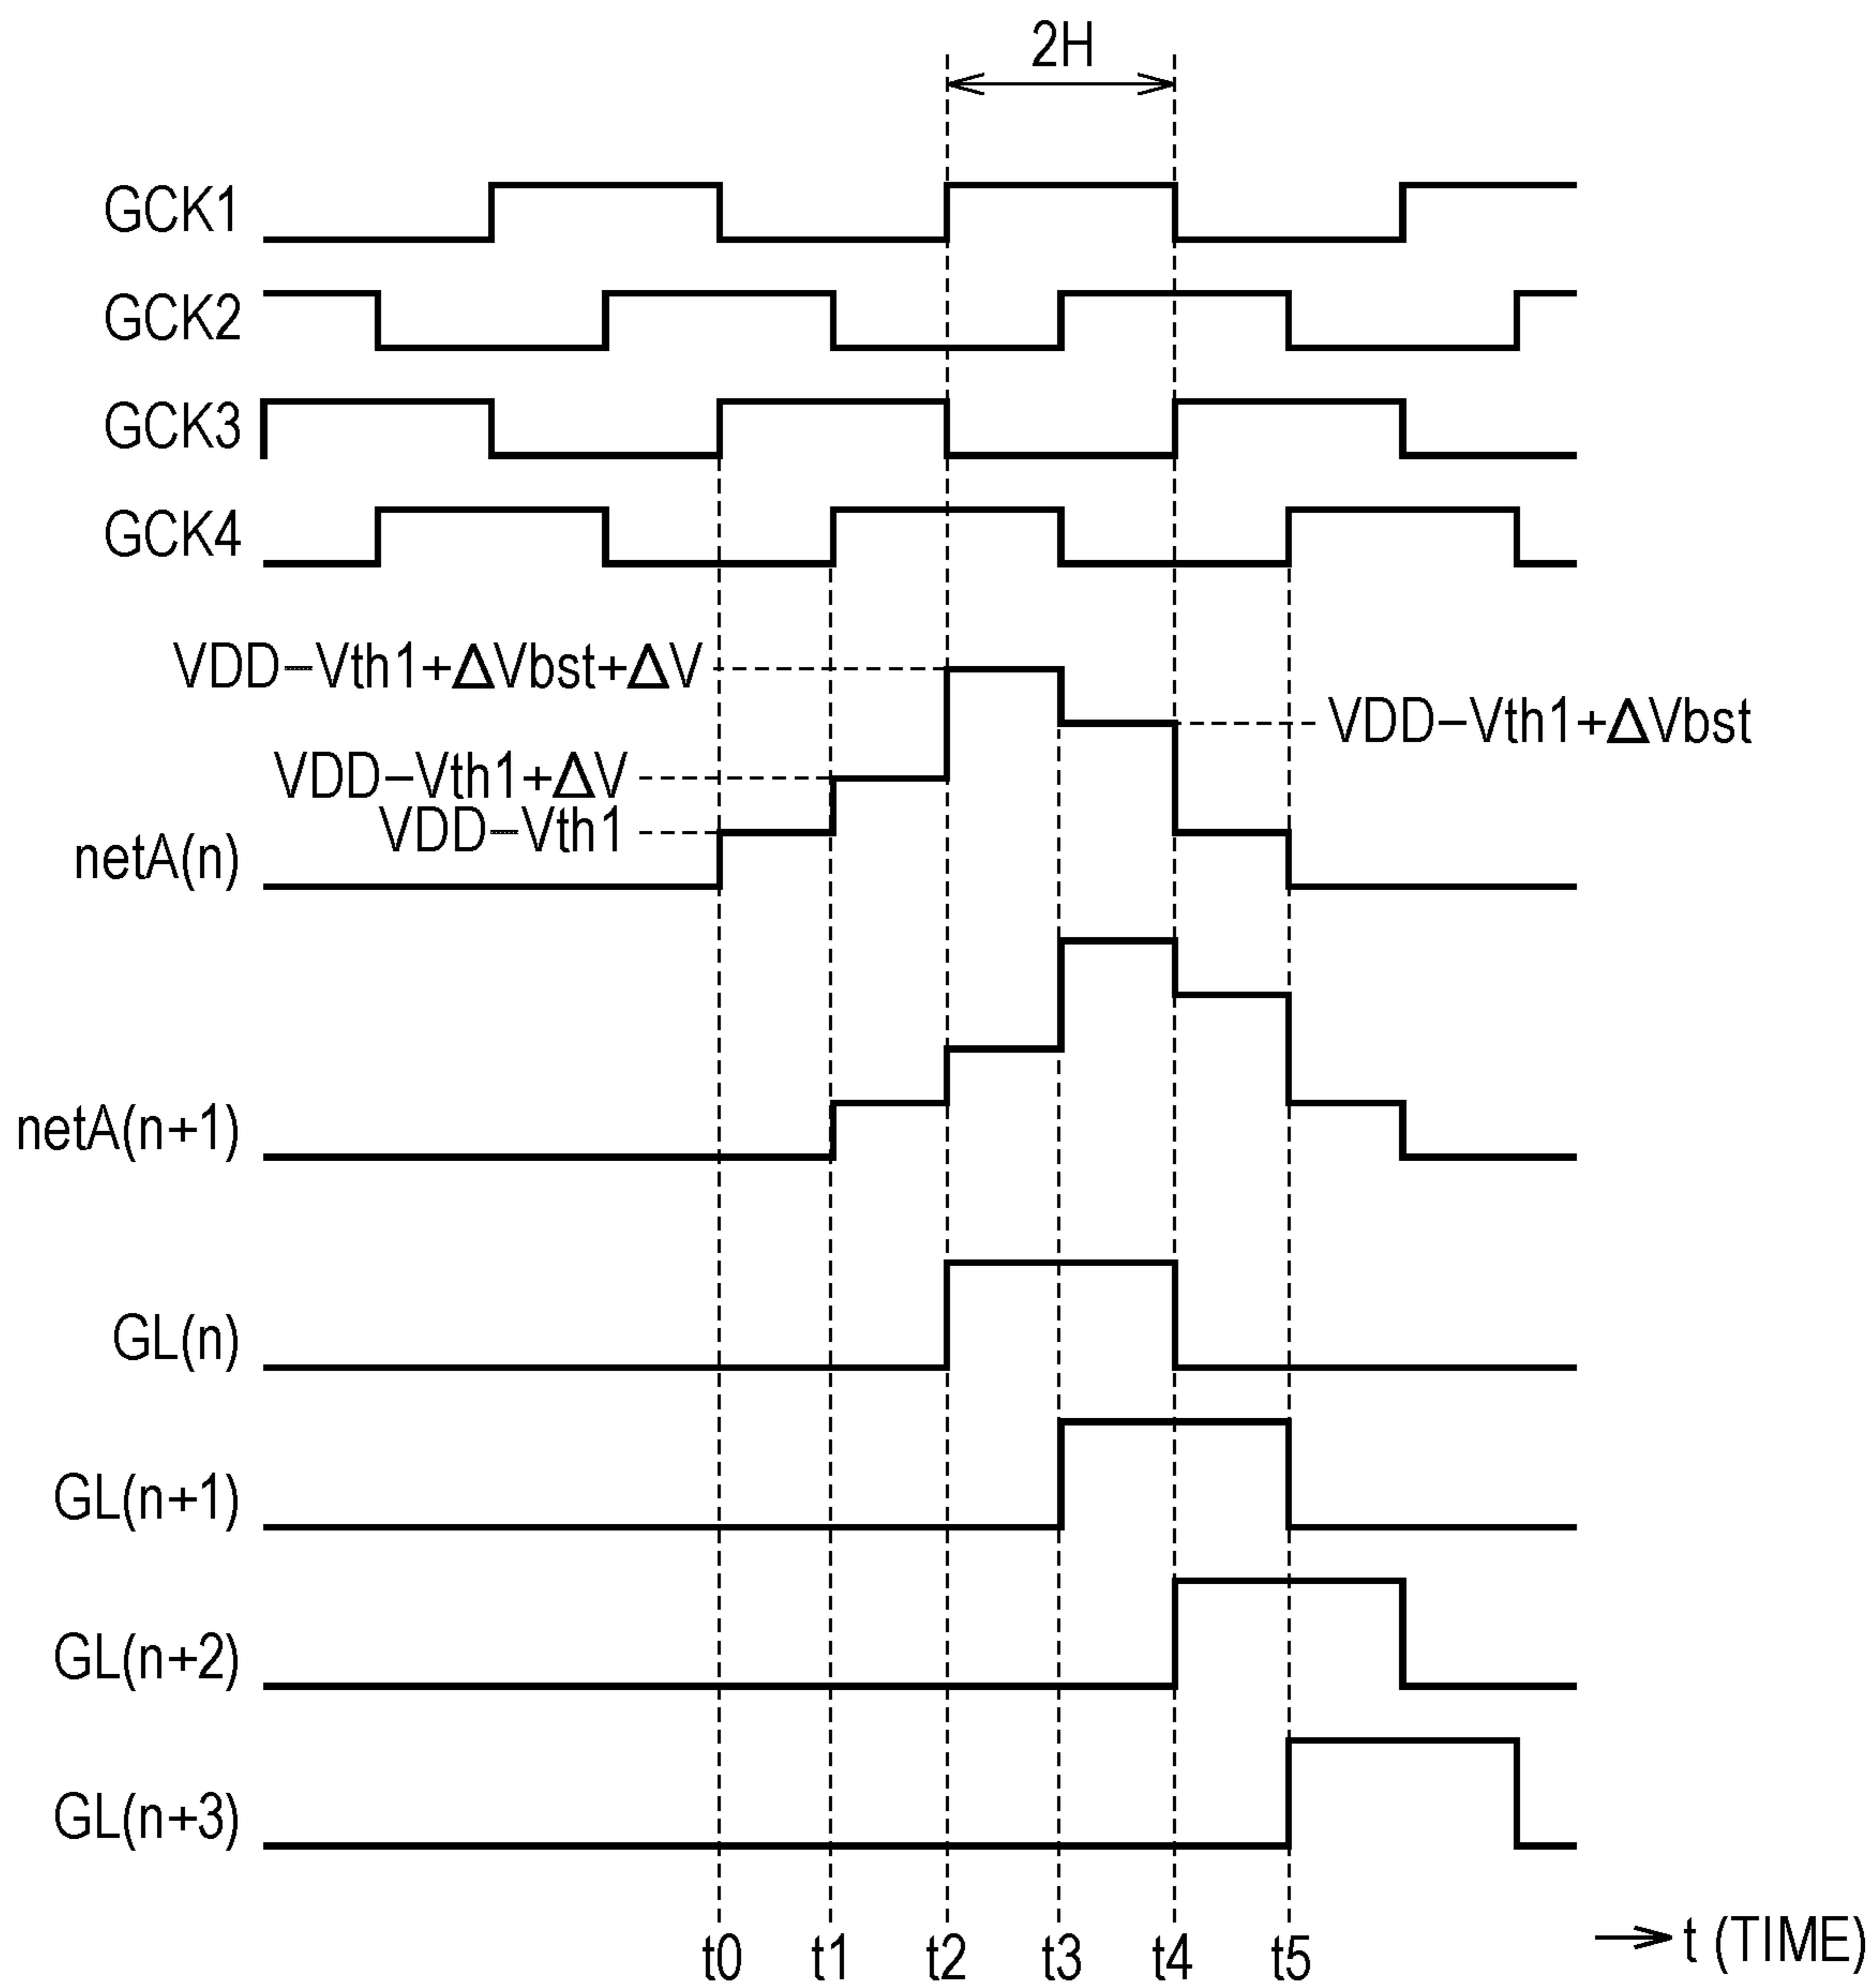 2H
GCK1
GCK2
GCK3
GCK4
VDD-Vth1+ΔVbst+ΔV
VDD-Vth1+ΔVbst
VDD-Vth1+ΔV
VDD-Vth1
netA(n)
netA(n+1)
GL(n)
GL(n+1)
GL(n+2)
GL(n+3)
t0 t1 t2 t3 t4 t5 t (TIME)